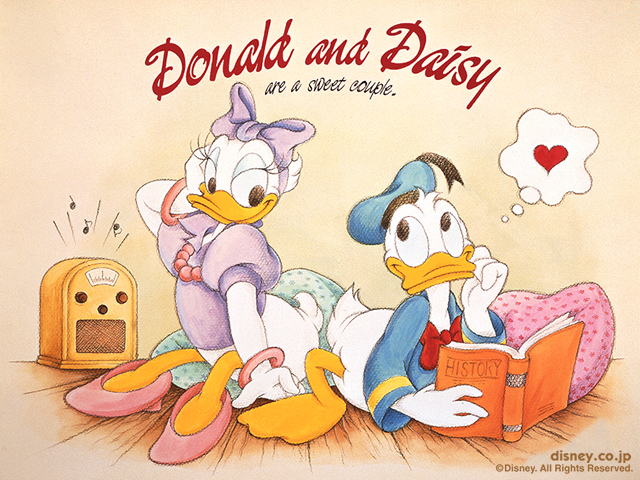 Donald and Daisy
are a sweet couple.
HISTORY
disney.co.jp
©Disney. All Rights Reserved.